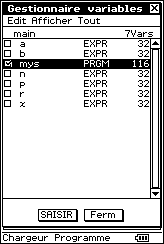 Gestionnaire variables
Edit Afficher Tout
main 7Vars
a EXPR 32
b EXPR 32
mys PRGM 116
n EXPR 32
p EXPR 32
r EXPR 32
x EXPR 32
SAISIR Ferm
Chargeur Programme